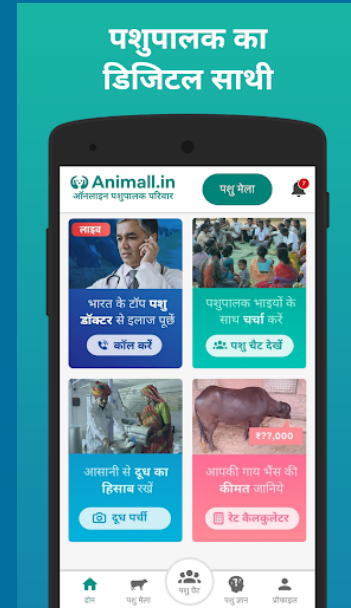 पशुपालक का
डिजिटल साथी
Animall.in
ऑनलाइन पशुपालक परिवार
पशु मेला
7
लाइव
भारत के टॉप पशु
डॉक्टर से इलाज पूछें
कॉल करें
पशुपालक भाइयों के
साथ चर्चा करें
पशु चैट देखें
आसानी से दूध का
हिसाब रखें
दूध पर्ची
₹??,000
आपकी गाय भैंस की
कीमत जानिये
रेट कैलकुलेटर
होम
पशु मेला
पशु चैट
पशु ज्ञान
प्रोफाइल